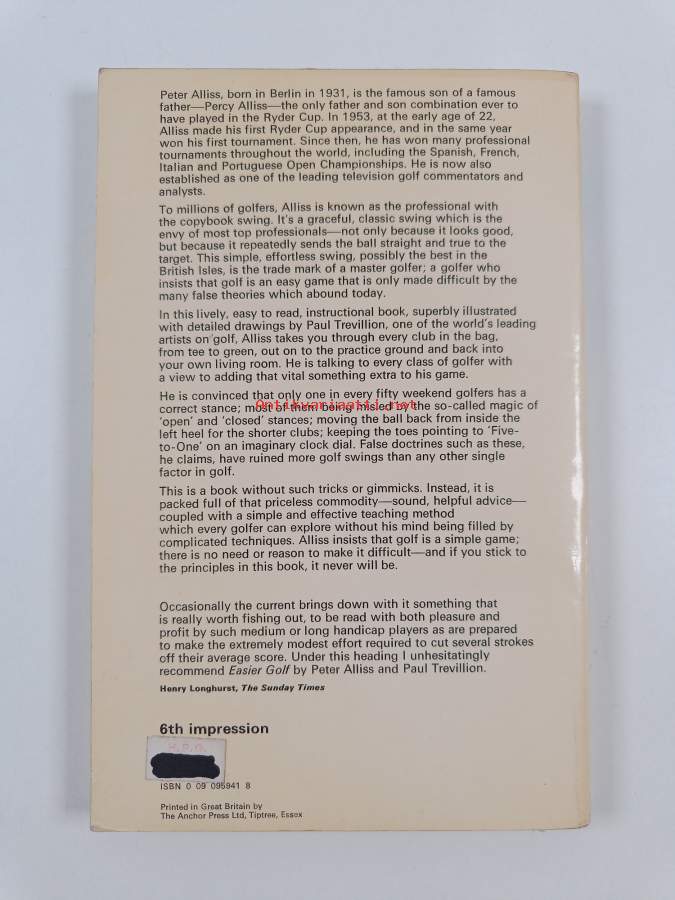 Peter Alliss, born in Berlin in 1931, is the famous son of a famous
father—Percy Alliss—the only father and son combination ever to
have played in the Ryder Cup. In 1953, at the early age of 22,
Alliss made his first Ryder Cup appearance, and in the same year
won his first tournament. Since then, he has won many professional
tournaments throughout the world, including the Spanish, French,
Italian and Portuguese Open Championships. He is now also
established as one of the leading television golf commentators and
analysts.
To millions of golfers, Alliss is known as the professional with
the copybook swing. It's a graceful, classic swing which is the
envy of most top professionals—not only because it looks good,
but because it repeatedly sends the ball straight and true to the
target. This simple, effortless swing, possibly the best in the
British Isles, is the trade mark of a master golfer; a golfer who
insists that golf is an easy game that is only made difficult by the
many false theories which abound today.
In this lively, easy to read, instructional book, superbly illustrated
with detailed drawings by Paul Trevillion, one of the world's leading
artists on golf, Alliss takes you through every club in the bag,
from tee to green, out on to the practice ground and back into
your own living room. He is talking to every class of golfer with
a view to adding that vital something extra to his game.
He is convinced that only one in every fifty weekend golfers has a
correct stance; most of them being misled by the so-called magic of
'open' and 'closed' stances; moving the ball back from inside the
left heel for the shorter clubs; keeping the toes pointing to 'Five-
to-One' on an imaginary clock dial. False doctrines such as these,
he claims, have ruined more golf swings than any other single
factor in golf.
This is a book without such tricks or gimmicks. Instead, it is
packed full of that priceless commodity—sound, helpful advice—
coupled with a simple and effective teaching method
which every golfer can explore without his mind being filled by
complicated techniques. Alliss insists that golf is a simple game;
there is no need or reason to make it difficult—and if you stick to
the principles in this book, it never will be.
Occasionally the current brings down with it something that
is really worth fishing out, to be read with both pleasure and
profit by such medium or long handicap players as are prepared
to make the extremely modest effort required to cut several strokes
off their average score. Under this heading I unhesitatingly
recommend Easier Golf by Peter Alliss and Paul Trevillion.
Henry Longhurst, The Sunday Times
6th impression
ISBN 0 09 095941 8
Printed in Great Britain by
The Anchor Press Ltd, Tiptree, Essex
Antikvariaatti.net